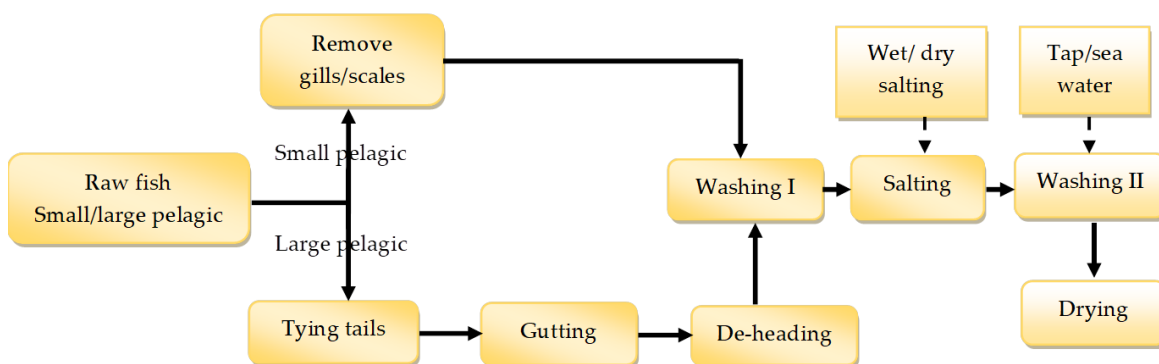 Remove
gills/scales
Wet/ dry
salting
Tap/sea
water
Small pelagic
Raw fish
Small/large pelagic
Washing I
Salting
Washing II
Large pelagic
Tying tails
Gutting
De-heading
Drying